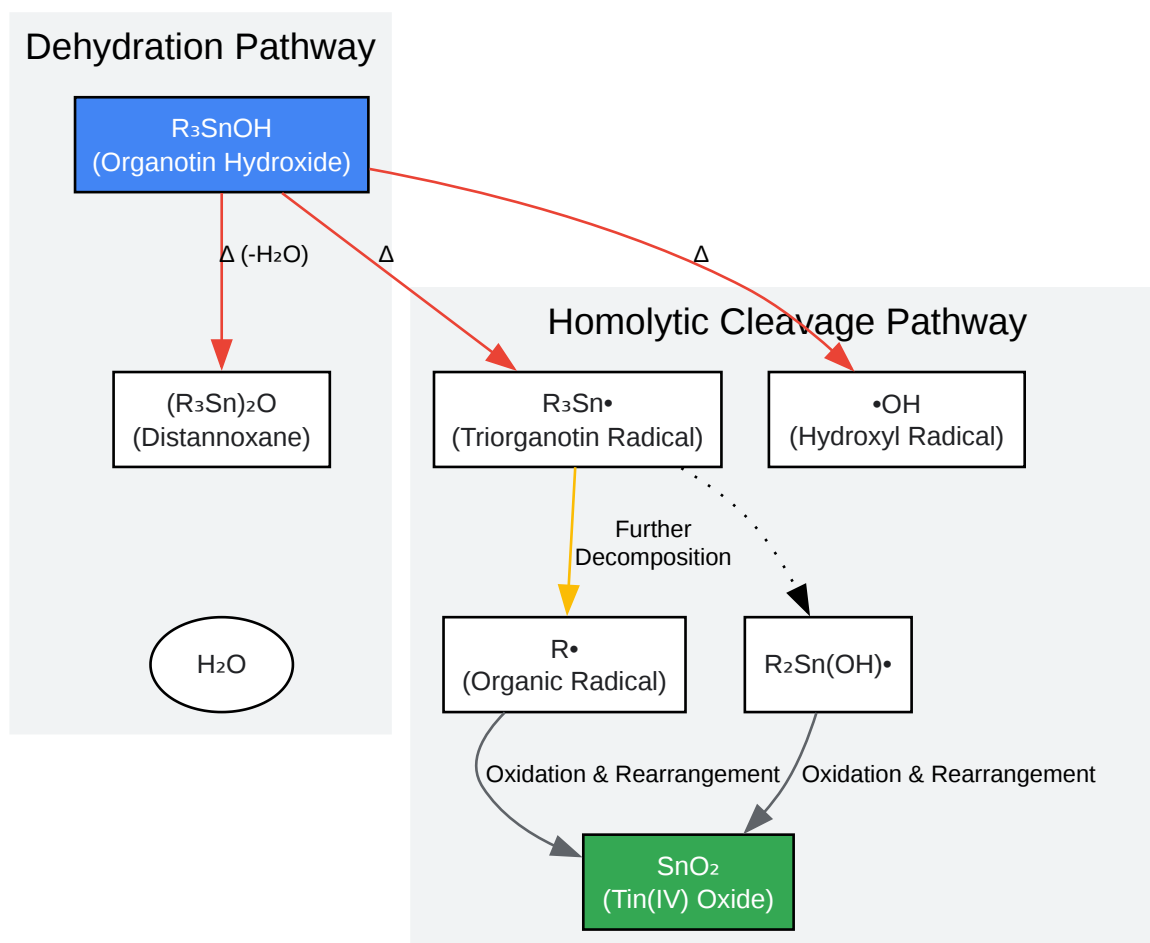 Dehydration Pathway
R₃SnOH
(Organotin Hydroxide)
Δ (-H₂O)
Δ
Δ
Homolytic Cleavage Pathway
(R₃Sn)₂O
(Distannoxane)
R₃Sn•
(Triorganotin Radical)
•OH
(Hydroxyl Radical)
Further
Decomposition
H₂O
R•
(Organic Radical)
R₂Sn(OH)•
Oxidation & Rearrangement
Oxidation & Rearrangement
SnO₂
(Tin(IV) Oxide)